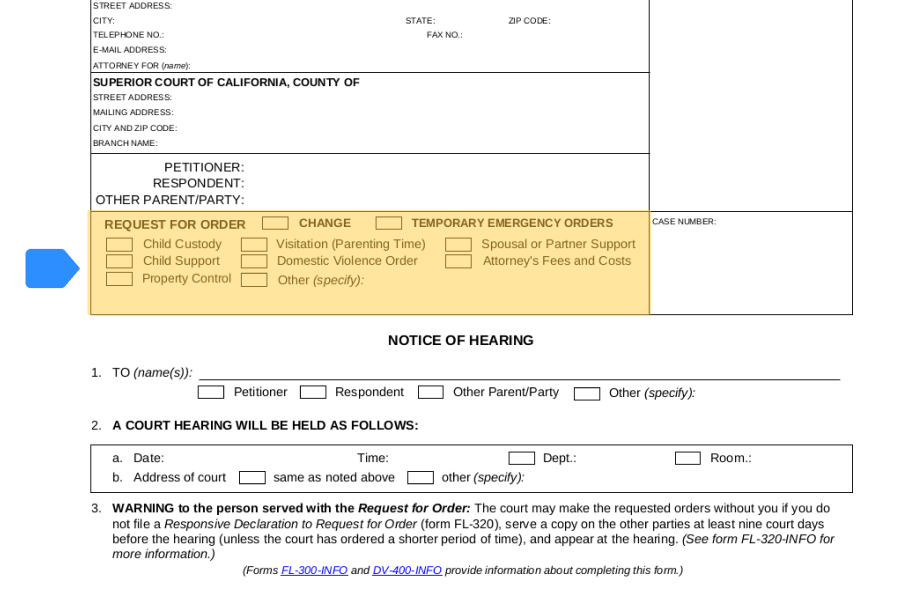 STREET ADDRESS:
CITY: STATE: ZIP CODE:
TELEPHONE NO.: FAX NO.:
E-MAIL ADDRESS:
ATTORNEY FOR (name):
SUPERIOR COURT OF CALIFORNIA, COUNTY OF
STREET ADDRESS:
MAILING ADDRESS:
CITY AND ZIP CODE:
BRANCH NAME:
PETITIONER:
RESPONDENT:
OTHER PARENT/PARTY:
REQUEST FOR ORDER CHANGE TEMPORARY EMERGENCY ORDERS
CASE NUMBER:
Child Custody Visitation (Parenting Time) Spousal or Partner Support
Child Support Domestic Violence Order Attorney's Fees and Costs
Property Control Other (specify):
NOTICE OF HEARING
1. TO (name(s)):
Petitioner Respondent Other Parent/Party Other (specify):
2. A COURT HEARING WILL BE HELD AS FOLLOWS:
a. Date: Time: Dept.: Room.:
b. Address of court same as noted above other (specify):
3. WARNING to the person served with the Request for Order: The court may make the requested orders without you if you do
not file a Responsive Declaration to Request for Order (form FL-320), serve a copy on the other parties at least nine court days
before the hearing (unless the court has ordered a shorter period of time), and appear at the hearing. (See form FL-320-INFO for
more information.)
(Forms FL-300-INFO and DV-400-INFO provide information about completing this form.)